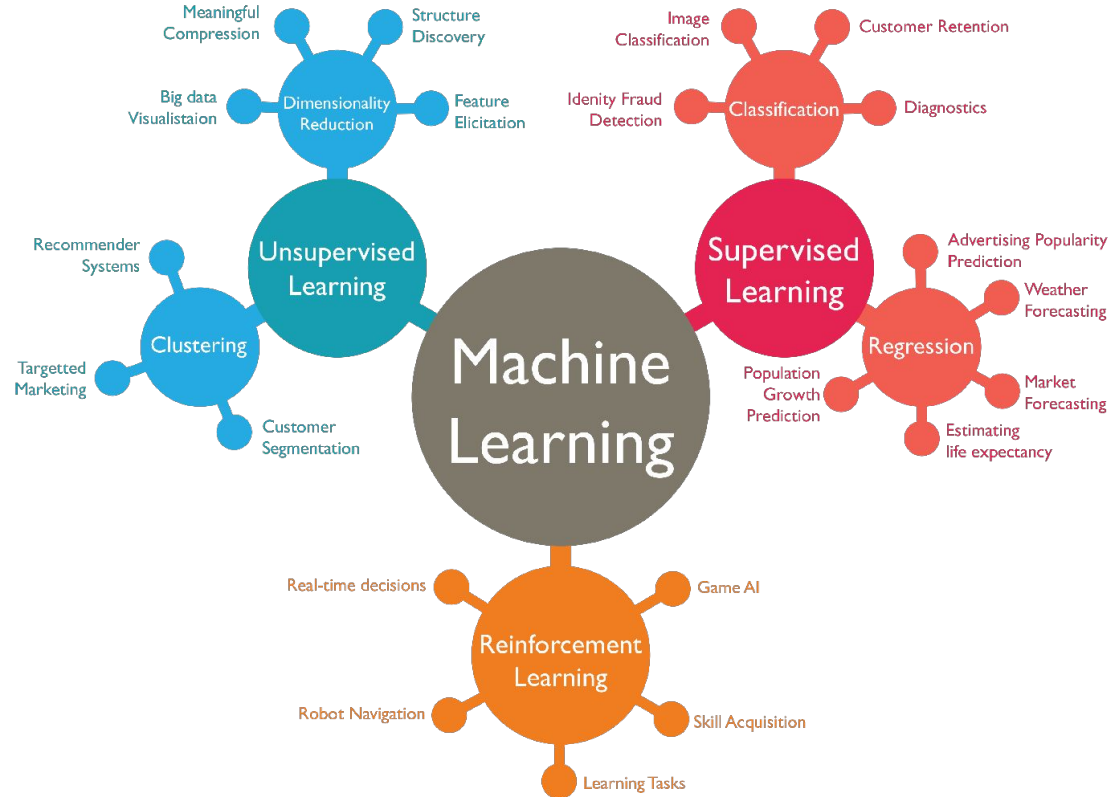 Meaningful
Compression
Structure
Discovery
Big data
Visualistaion
Dimensionality
Reduction
Feature
Elicitation
Image
Classification
Customer Retention
Idenity Fraud
Detection
Classification
Diagnostics
Unsupervised
Learning
Recommender
Systems
Clustering
Targetted
Marketing
Customer
Segmentation
Supervised
Learning
Advertising Popularity
Prediction
Weather
Forecasting
Regression
Population
Growth
Prediction
Market
Forecasting
Estimating
life expectancy
Machine
Learning
Real-time decisions
Game AI
Reinforcement
Learning
Robot Navigation
Skill Acquisition
Learning Tasks